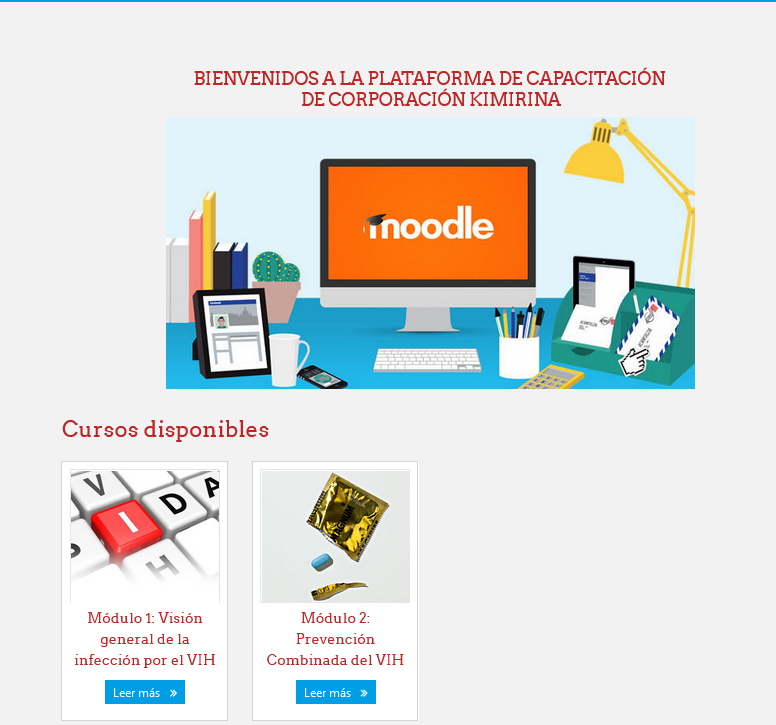 BIENVENIDOS A LA PLATAFORMA DE CAPACITACIÓN
DE CORPORACIÓN KIMIRINA
moodle
Cursos disponibles
V
I D A
S
H
MAGNUM
Módulo 1: Visión
general de la
infección por el VIH
Leer más »
Módulo 2:
Prevención
Combinada del VIH
Leer más »